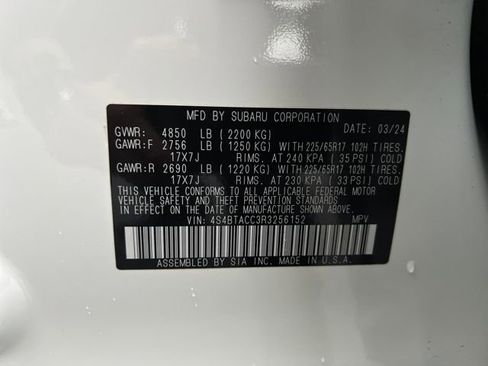 MFD BY SUBARU CORPORATION
GVWR: 4850 LB (2200 KG) DATE: 03/24
GAWR:F 2756 LB (1250 KG) WITH 225/65R17 102H TIRES.
17X7J RIMS. AT 240 KPA (35 PSI) COLD
GAWR:R 2690 LB (1220 KG) WITH 225/65R17 102H TIRES.
17X7J RIMS. AT 230 KPA (33 PSI) COLD
THIS VEHICLE CONFORMS TO ALL APPLICABLE FEDERAL MOTOR
VEHICLE SAFETY STANDARDS IN EFFECT ON THE DATE OF
MANUFACTURE SHOWN ABOVE.
VIN: 4S4BTACC3R3256152 MPV
ASSEMBLED BY SIA INC. MADE IN U.S.A.